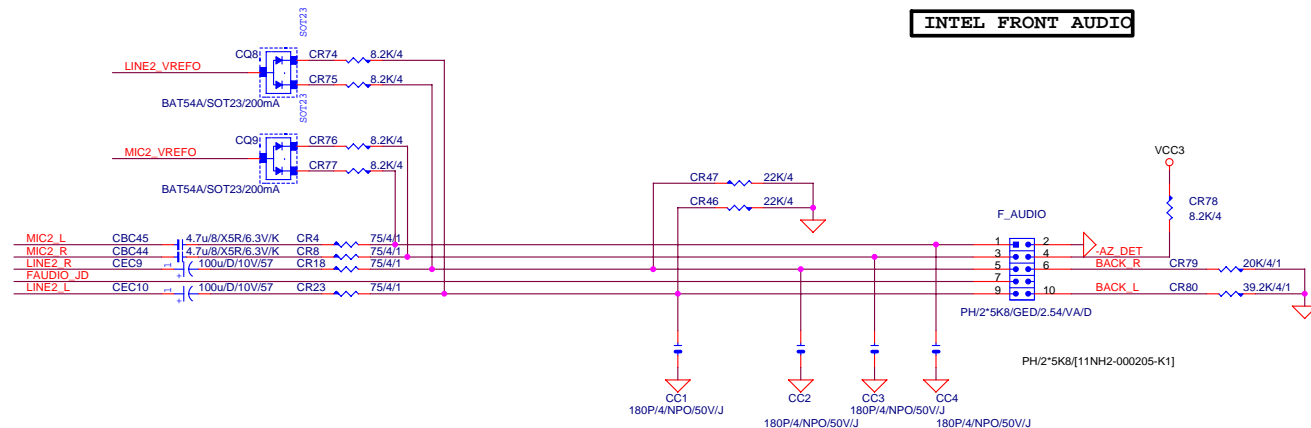 INTEL FRONT AUDIO
SOT23
CQ8 CR74 8.2K/4
LINE2_VREFO
CR75 8.2K/4
BAT54A/SOT23/200mA
SOT23
CQ9 CR76 8.2K/4
MIC2_VREFO
CR77 8.2K/4
BAT54A/SOT23/200mA
VCC3
CR47 22K/4
CR46 22K/4
CR78
8.2K/4
F_AUDIO
MIC2_L CBC45 4.7u/8/X5R/6.3V/K CR4 75/4/1 1 2
MIC2_R CBC44 4.7u/8/X5R/6.3V/K CR8 75/4/1 3 4 -AZ_DET
LINE2_R CEC9 1 + 100u/D/10V/57 CR18 75/4/1 5 6 BACK_R CR79 20K/4/1
FAUDIO_JD 7
LINE2_L CEC10 1 + 100u/D/10V/57 CR23 75/4/1 9 10 BACK_L CR80 39.2K/4/1
PH/2*5K8/GED/2.54/VA/D
PH/2*5K8/[11NH2-000205-K1]
CC1 CC2 CC3 CC4
180P/4/NPO/50V/J 180P/4/NPO/50V/J
180P/4/NPO/50V/J 180P/4/NPO/50V/J